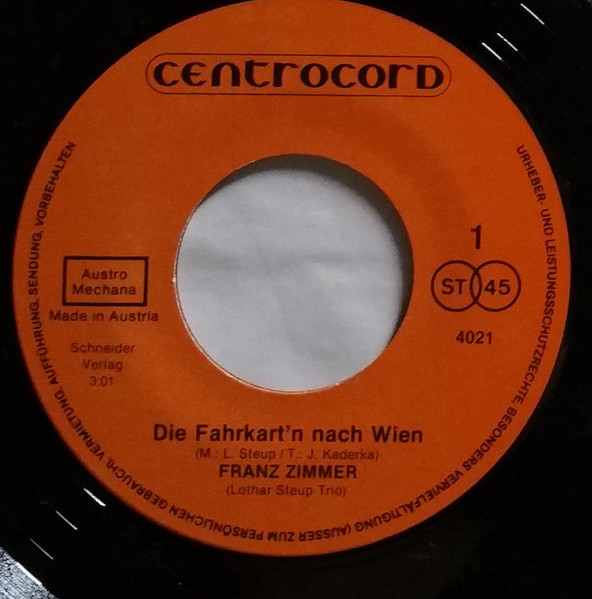 centrocord
URHEBER- UND LEISTUNGSSCHUTZRECHTE, BESONDERS VERVIELFÄLTIGUNG (AUSSER ZUM PERSÖNLICHEN GEBRAUCH), VERMIETUNG, AUFFÜHRUNG, SENDUNG, VORBEHALTEN
Austro
Mechana
Made in Austria
Schneider
Verlag
3:01
1
ST 45
4021
Die Fahrkart'n nach Wien
(M.: L. Steup / T.: J. Kaderka)
FRANZ ZIMMER
(Lothar Steup Trio)